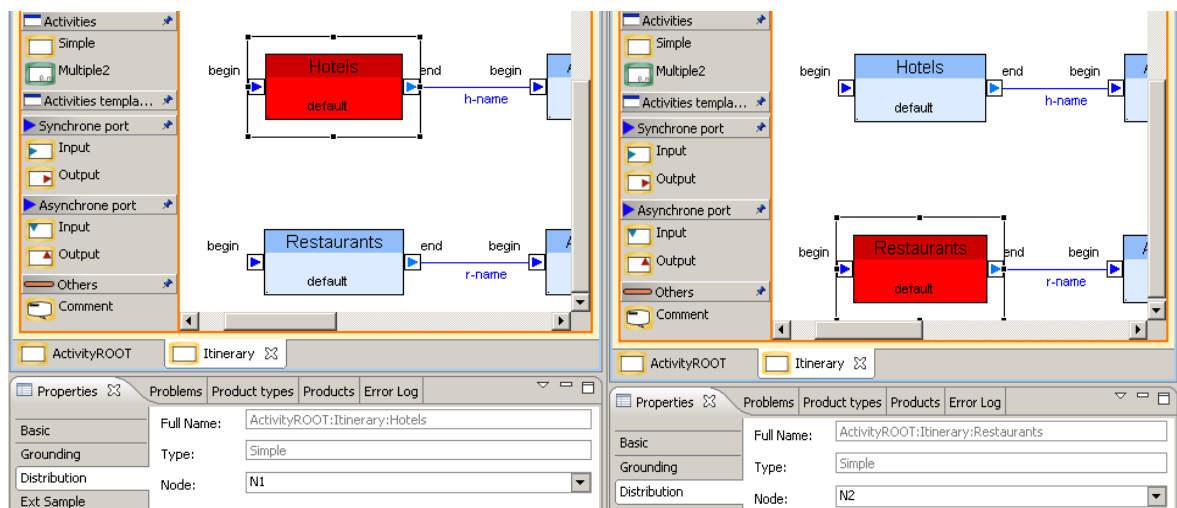 Activities
Simple
Multiple2
Activities templa...
Synchrone port
Input
Output
Asynchrone port
Input
Output
Others
Comment
begin
Hotels
default
end
h-name
begin
A
begin
Restaurants
default
end
r-name
begin
A
ActivityROOT
Itinerary
Properties
Problems
Product types
Products
Error Log
Basic
Grounding
Distribution
Ext Sample
Full Name:
ActivityROOT:Itinerary:Hotels
Type:
Simple
Node:
N1
Activities
Simple
Multiple2
Activities templa...
Synchrone port
Input
Output
Asynchrone port
Input
Output
Others
Comment
begin
Hotels
default
end
h-name
begin
begin
Restaurants
default
end
r-name
begin
A
ActivityROOT
Itinerary
Properties
Problems
Product types
Products
Error Log
Basic
Grounding
Distribution
Full Name:
ActivityROOT:Itinerary:Restaurants
Type:
Simple
Node:
N2